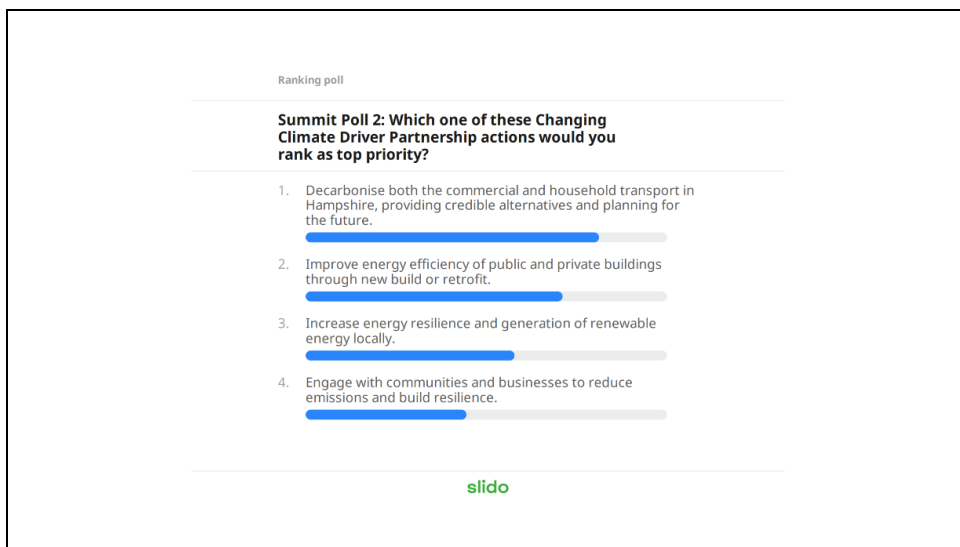 Ranking poll
Summit Poll 2: Which one of these Changing
Climate Driver Partnership actions would you
rank as top priority?
1. Decarbonise both the commercial and household transport in
Hampshire, providing credible alternatives and planning for
the future.
2. Improve energy efficiency of public and private buildings
through new build or retrofit.
3. Increase energy resilience and generation of renewable
energy locally.
4. Engage with communities and businesses to reduce
emissions and build resilience.
slido